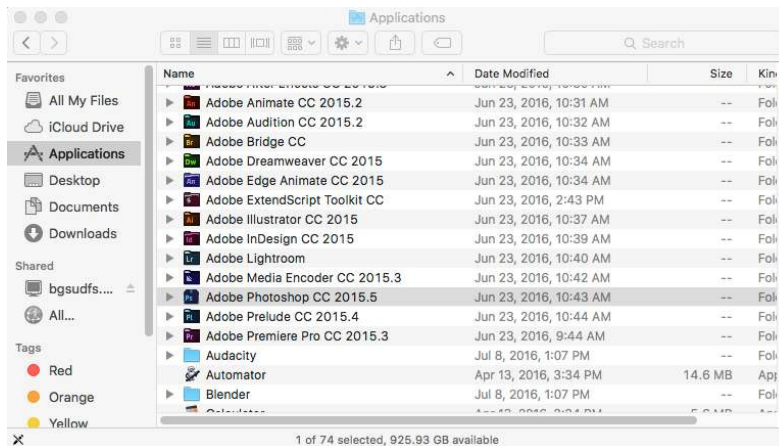 Applications
Search
Favorites
All My Files
iCloud Drive
Applications
Desktop
Documents
Downloads
Shared
bgsudfs....
All...
Tags
Red
Orange
Yellow
Name Date Modified Size Kin
Adobe Animate CC 2015.2 Jun 23, 2016, 10:31 AM -- Fol
Adobe Audition CC 2015.2 Jun 23, 2016, 10:32 AM -- Fol
Adobe Bridge CC Jun 23, 2016, 10:33 AM -- Fol
Adobe Dreamweaver CC 2015 Jun 23, 2016, 10:34 AM -- Fol
Adobe Edge Animate CC 2015 Jun 23, 2016, 10:34 AM -- Fol
Adobe ExtendScript Toolkit CC Jun 23, 2016, 2:43 PM -- Fol
Adobe Illustrator CC 2015 Jun 23, 2016, 10:37 AM -- Fol
Adobe InDesign CC 2015 Jun 23, 2016, 10:39 AM -- Fol
Adobe Lightroom Jun 23, 2016, 10:40 AM -- Fol
Adobe Media Encoder CC 2015.3 Jun 23, 2016, 10:42 AM -- Fol
Adobe Photoshop CC 2015.5 Jun 23, 2016, 10:43 AM -- Fol
Adobe Prelude CC 2015.4 Jun 23, 2016, 10:44 AM -- Fol
Adobe Premiere Pro CC 2015.3 Jun 23, 2016, 9:44 AM -- Fol
Audacity Jul 8, 2016, 1:07 PM -- Fol
Automator Apr 13, 2016, 3:34 PM 14.6 MB App
Blender Jul 8, 2016, 1:07 PM -- Fol
1 of 74 selected, 925.93 GB available